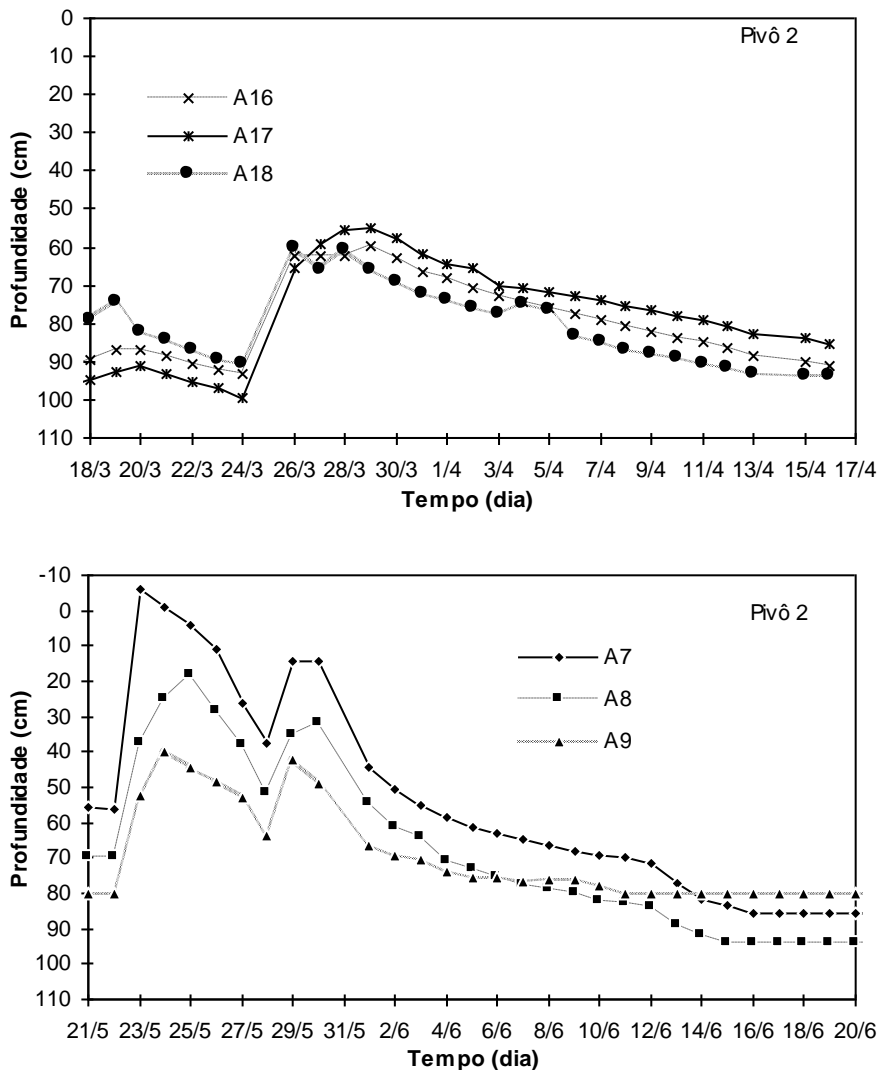 Pivô 2
0
10
20
30
40
50
60
70
80
90
100
110
Profundidade (cm)
A16
A17
A18
18/3 20/3 22/3 24/3 26/3 28/3 30/3 1/4 3/4 5/4 7/4 9/4 11/4 13/4 15/4 17/4
Tempo (dia)
Pivô 2
-10
0
10
20
30
40
50
60
70
80
90
100
110
Profundidade (cm)
A7
A8
A9
21/5 23/5 25/5 27/5 29/5 31/5 2/6 4/6 6/6 8/6 10/6 12/6 14/6 16/6 18/6 20/6
Tempo (dia)